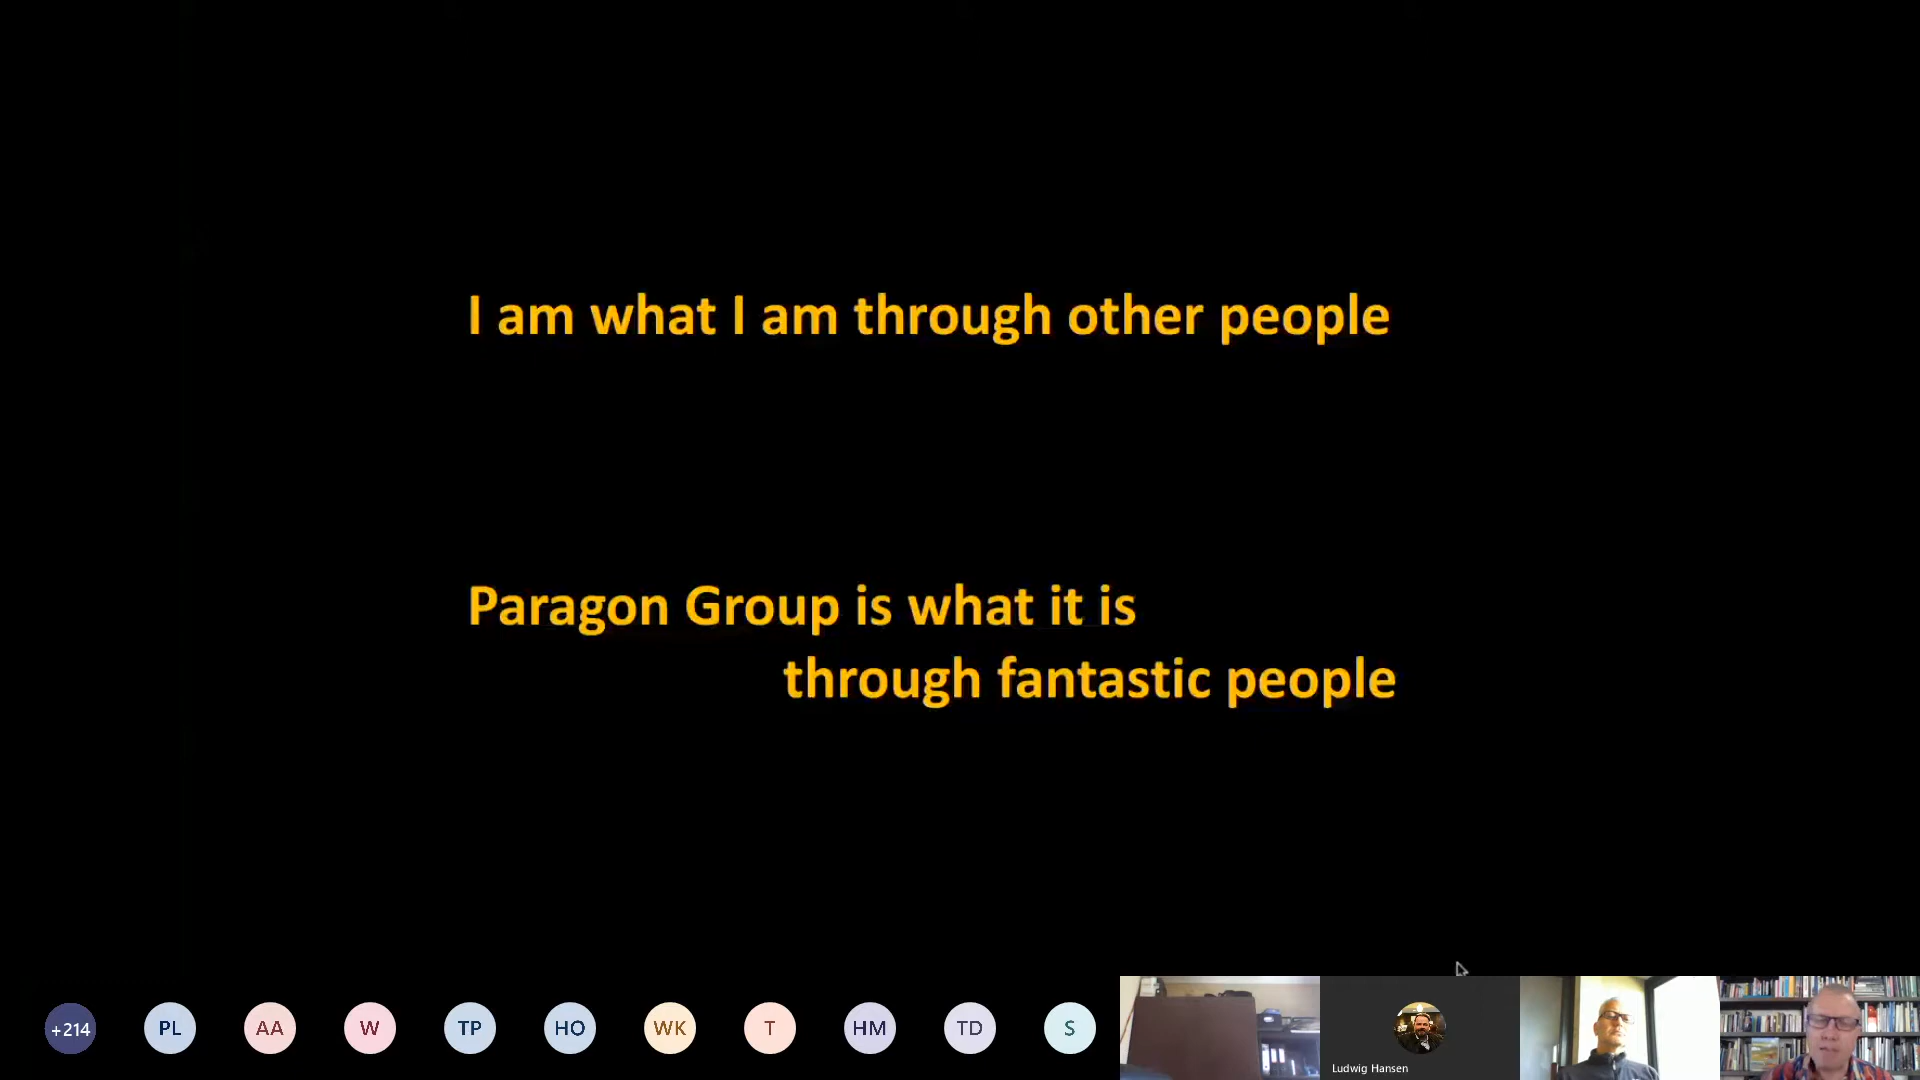 I am what I am through other people
Paragon Group is what it is
through fantastic people
+214
PL
AA
W
TP
HO
WK
T
HM
TD
S
Ludwig Hansen